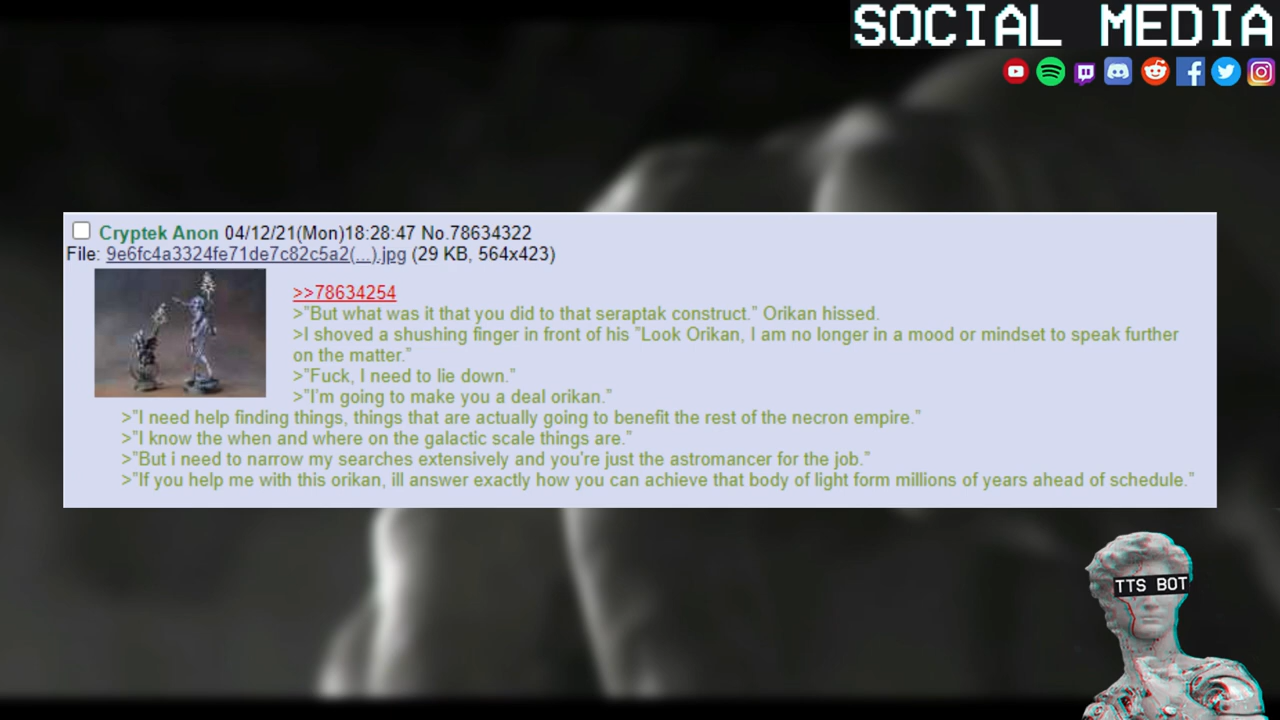 SOCIAL MEDIA
Cryptek Anon 04/12/21(Mon)18:28:47 No.78634322
File: 9e6fc4a3324fe71de7c82c5a2(...).jpg (29 KB, 564x423)
>>78634254
>"But what was it that you did to that seraptak construct." Orikan hissed.
>I shoved a shushing finger in front of his "Look Orikan, I am no longer in a mood or mindset to speak further
on the matter."
>"Fuck, I need to lie down."
>"I'm going to make you a deal orikan."
>"I need help finding things, things that are actually going to benefit the rest of the necron empire."
>"I know the when and where on the galactic scale things are."
>"But i need to narrow my searches extensively and you're just the astromancer for the job."
>"If you help me with this orikan, ill answer exactly how you can achieve that body of light form millions of years ahead of schedule."
TTS BOT